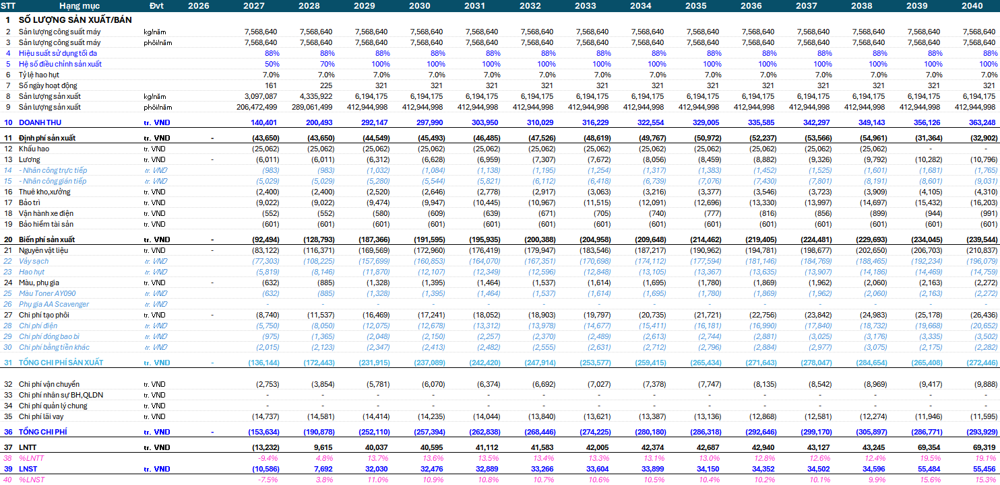 STT Hạng mục Đvt 2026 2027 2028 2029 2030 2031 2032 2033 2034 2035 2036 2037 2038 2039 2040
1 SỐ LƯỢNG SẢN XUẤT/BÁN
2 Sản lượng công suất máy kg/năm 7,568,640 7,568,640 7,568,640 7,568,640 7,568,640 7,568,640 7,568,640 7,568,640 7,568,640 7,568,640 7,568,640 7,568,640 7,568,640 7,568,640
3 Sản lượng công suất máy phôi/năm 7,568,640 7,568,640 7,568,640 7,568,640 7,568,640 7,568,640 7,568,640 7,568,640 7,568,640 7,568,640 7,568,640 7,568,640 7,568,640 7,568,640
4 Hiệu suất sử dụng tối đa 88% 88% 88% 88% 88% 88% 88% 88% 88% 88% 88% 88% 88% 88%
5 Hệ số điều chỉnh sản xuất 50% 70% 100% 100% 100% 100% 100% 100% 100% 100% 100% 100% 100% 100%
6 Tỷ lệ hao hụt 7.0% 7.0% 7.0% 7.0% 7.0% 7.0% 7.0% 7.0% 7.0% 7.0% 7.0% 7.0% 7.0% 7.0%
7 Số ngày hoạt động 161 225 321 321 321 321 321 321 321 321 321 321 321 321
8 Sản lượng sản xuất kg/năm 3,097,087 4,335,922 6,194,175 6,194,175 6,194,175 6,194,175 6,194,175 6,194,175 6,194,175 6,194,175 6,194,175 6,194,175 6,194,175 6,194,175
9 Sản lượng sản xuất phôi/năm 206,472,499 289,061,499 412,944,998 412,944,998 412,944,998 412,944,998 412,944,998 412,944,998 412,944,998 412,944,998 412,944,998 412,944,998 412,944,998 412,944,998
10 DOANH THU tr. VND 140,401 200,493 292,147 297,990 303,950 310,029 316,229 322,554 329,005 335,585 342,297 349,143 356,126 363,248
11 Định phí sản xuất tr. VND - (43,650) (43,650) (44,549) (45,493) (46,485) (47,526) (48,619) (49,767) (50,972) (52,237) (53,566) (54,961) (31,364) (32,902)
12 Khấu hao tr. VND (25,062) (25,062) (25,062) (25,062) (25,062) (25,062) (25,062) (25,062) (25,062) (25,062) (25,062) (25,062) - -
13 Lương tr. VND - (6,011) (6,011) (6,312) (6,628) (6,959) (7,307) (7,672) (8,056) (8,459) (8,882) (9,326) (9,792) (10,282) (10,796)
14 - Nhân công trực tiếp tr. VND (983) (983) (1,032) (1,084) (1,138) (1,195) (1,254) (1,317) (1,383) (1,452) (1,525) (1,601) (1,681) (1,765)
15 - Nhân công gián tiếp tr. VND (5,029) (5,029) (5,280) (5,544) (5,821) (6,112) (6,418) (6,739) (7,076) (7,430) (7,801) (8,191) (8,601) (9,031)
16 Thuê kho,xưởng tr. VND (2,400) (2,400) (2,520) (2,646) (2,778) (2,917) (3,063) (3,216) (3,377) (3,546) (3,723) (3,909) (4,105) (4,310)
17 Bảo trì tr. VND (9,022) (9,022) (9,474) (9,947) (10,445) (10,967) (11,515) (12,091) (12,696) (13,330) (13,997) (14,697) (15,432) (16,203)
18 Vận hành xe điện tr. VND (552) (552) (580) (609) (639) (671) (705) (740) (777) (816) (856) (899) (944) (991)
19 Bảo hiểm tài sản tr. VND (601) (601) (601) (601) (601) (601) (601) (601) (601) (601) (601) (601) (601) (601)
20 Biến phí sản xuất tr. VND - (92,494) (128,793) (187,366) (191,595) (195,935) (200,388) (204,958) (209,648) (214,462) (219,405) (224,481) (229,693) (234,045) (239,544)
21 Nguyên vật liệu tr. VND (83,122) (116,371) (169,569) (172,960) (176,419) (179,947) (183,546) (187,217) (190,962) (194,781) (198,677) (202,650) (206,703) (210,837)
22 Vảy sạch tr. VND (77,303) (108,225) (157,699) (160,853) (164,070) (167,351) (170,698) (174,112) (177,594) (181,146) (184,769) (188,465) (192,234) (196,079)
23 Hao hụt tr. VND (5,819) (8,146) (11,870) (12,107) (12,349) (12,596) (12,848) (13,105) (13,367) (13,635) (13,907) (14,186) (14,469) (14,759)
24 Màu, phụ gia tr. VND - (632) (885) (1,328) (1,395) (1,464) (1,537) (1,614) (1,695) (1,780) (1,869) (1,962) (2,060) (2,163) (2,272)
25 Màu Toner AY090 tr. VND (632) (885) (1,328) (1,395) (1,464) (1,537) (1,614) (1,695) (1,780) (1,869) (1,962) (2,060) (2,163) (2,272)
26 Phụ gia AA Scavenger tr. VND - - - - - - - - - - - - - -
27 Chi phí tạo phôi tr. VND - (8,740) (11,537) (16,469) (17,241) (18,052) (18,903) (19,797) (20,735) (21,721) (22,756) (23,842) (24,983) (25,178) (26,436)
28 Chi phí điện tr. VND (5,750) (8,050) (12,075) (12,678) (13,312) (13,978) (14,677) (15,411) (16,181) (16,990) (17,840) (18,732) (19,668) (20,652)
29 Chi phí đóng bao bì tr. VND (975) (1,365) (2,048) (2,150) (2,257) (2,370) (2,489) (2,613) (2,744) (2,881) (3,025) (3,176) (3,335) (3,502)
30 Chi phí bằng tiền khác tr. VND (2,015) (2,123) (2,347) (2,413) (2,482) (2,555) (2,631) (2,712) (2,796) (2,884) (2,977) (3,075) (2,175) (2,282)
31 TỔNG CHI PHÍ SẢN XUẤT tr. VND - (136,144) (172,443) (231,915) (237,089) (242,420) (247,914) (253,577) (259,415) (265,434) (271,643) (278,047) (284,654) (265,408) (272,446)
32 Chi phí vận chuyển tr. VND (2,753) (3,854) (5,781) (6,070) (6,374) (6,692) (7,027) (7,378) (7,747) (8,135) (8,542) (8,969) (9,417) (9,888)
33 Chi phí nhân sự BH,QLDN tr. VND - - - - - - - - - - - - - -
34 Chi phí quản lý chung tr. VND - - - - - - - - - - - - - -
35 Chi phí lãi vay tr. VND (14,737) (14,581) (14,414) (14,235) (14,044) (13,840) (13,621) (13,387) (13,136) (12,868) (12,581) (12,274) (11,946) (11,595)
36 TỔNG CHI PHÍ tr. VND - (153,634) (190,878) (252,110) (257,394) (262,838) (268,446) (274,225) (280,180) (286,318) (292,646) (299,170) (305,897) (286,771) (293,929)
37 LNTT tr. VND (13,232) 9,615 40,037 40,595 41,112 41,583 42,005 42,374 42,687 42,940 43,127 43,245 69,354 69,319
38 %LNTT -9.4% 4.8% 13.7% 13.6% 13.5% 13.4% 13.3% 13.1% 13.0% 12.8% 12.6% 12.4% 19.5% 19.1%
39 LNST tr. VND (10,586) 7,692 32,030 32,476 32,889 33,266 33,604 33,899 34,150 34,352 34,502 34,596 55,484 55,456
40 %LNST -7.5% 3.8% 11.0% 10.9% 10.8% 10.7% 10.6% 10.5% 10.4% 10.2% 10.1% 9.9% 15.6% 15.3%